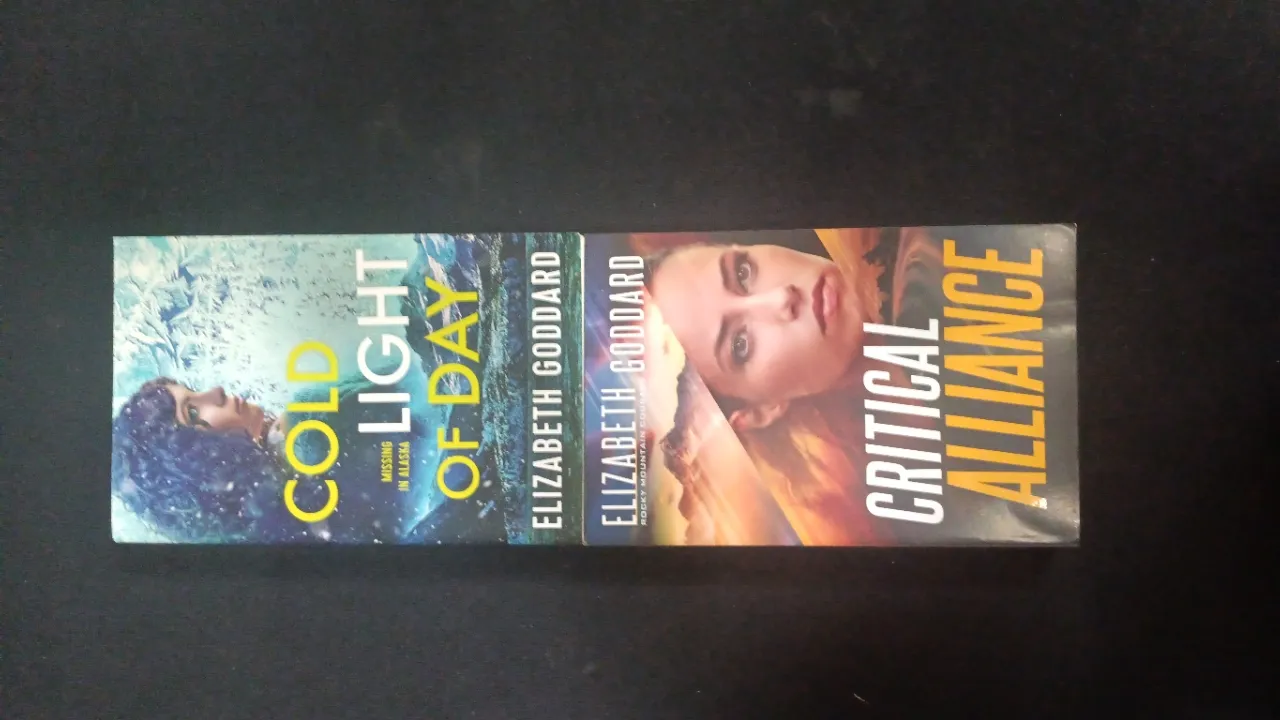 COLD
MISSING
IN ALASKA
LIGHT
OF DAY
ELIZABETH GODDARD
ELIZABETH GODDARD
ROCKY MOUNTAIN
CRITICAL
ALLIANCE